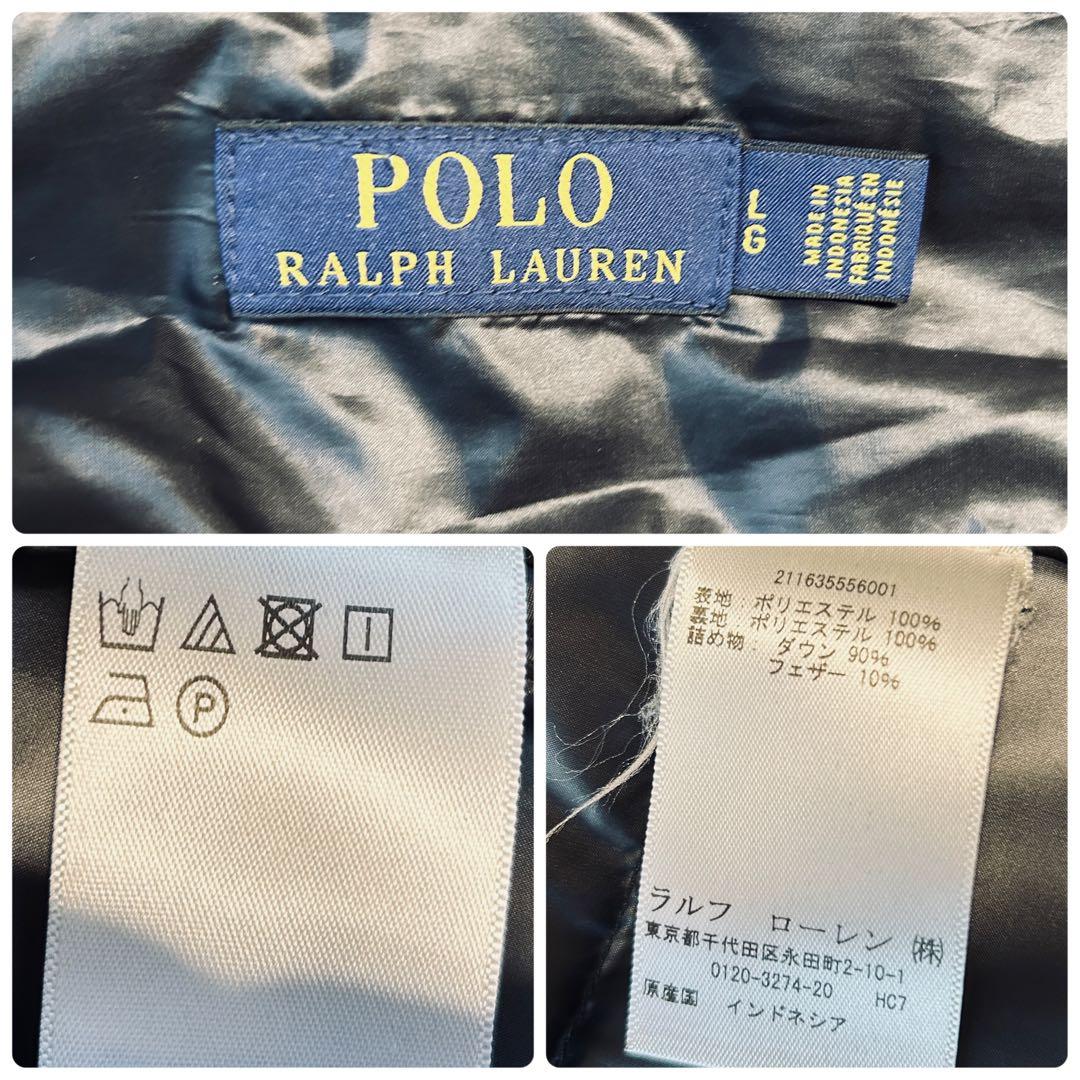 POLO
RALPH LAUREN
LG
MADE IN
INDONESIA
FABRIQUÉ EN
INDONÉSIE
P
211635556001
表地 ポリエステル 100%
裏地 ポリエステル 100%
詰め物 ダウン 90%
フェザー 10%
ラルフ ローレン ㈱
東京都千代田区永田町2-10-1
0120-3274-20 HC7
原産国 インドネシア